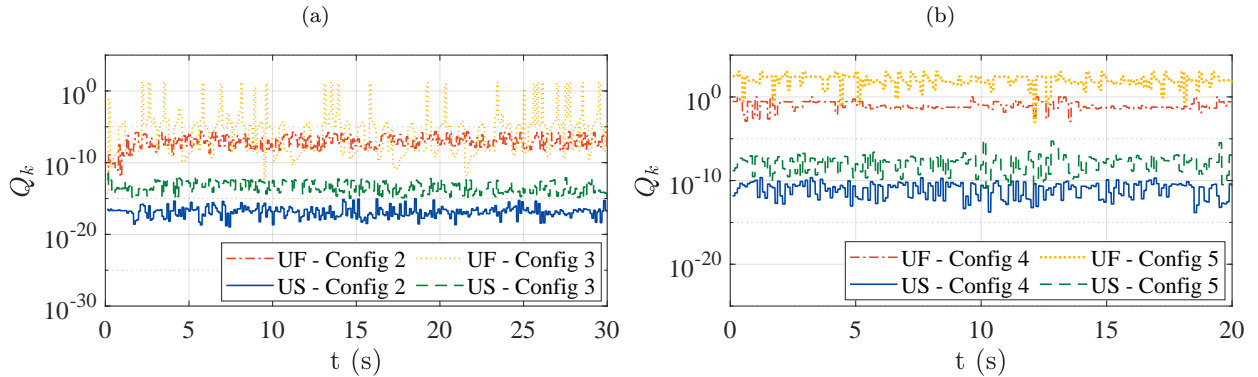 (a)
10^0
10^-10
10^-20
10^-30
Q_k
0 5 10 15 20 25 30
t (s)
UF - Config 2 UF - Config 3
US - Config 2 US - Config 3
(b)
10^0
10^-10
10^-20
Q_k
0 5 10 15 20
t (s)
UF - Config 4 UF - Config 5
US - Config 4 US - Config 5